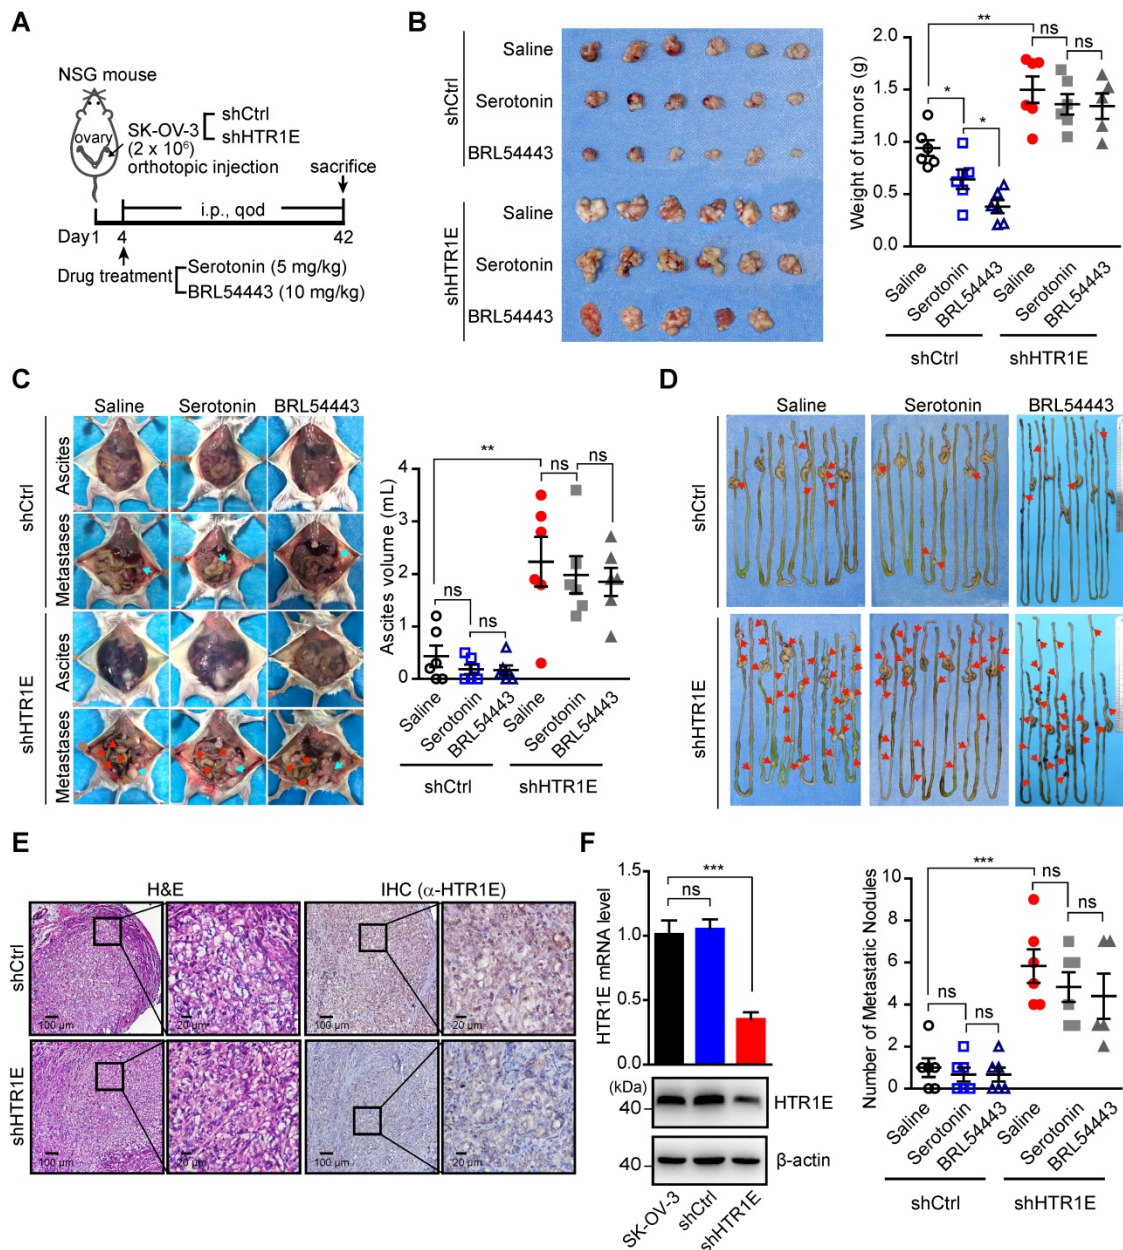 A
NSG mouse
ovary
SK-OV-3
(2 x 10⁶)
orthotopic injection
shCtrl
shHTR1E
sacrifice
i.p., qod
Day 1
4
42
Drug treatment
Serotonin (5 mg/kg)
BRL54443 (10 mg/kg)
B
shCtrl
Saline
Serotonin
BRL54443
shHTR1E
Saline
Serotonin
BRL54443
Weight of tumors (g)
2.0
1.5
1.0
0.5
0.0
**
ns
ns
*
*
Saline
Serotonin
BRL54443
Saline
Serotonin
BRL54443
shCtrl
shHTR1E
C
Saline
Serotonin
BRL54443
shCtrl
Ascites
Metastases
shHTR1E
Ascites
Metastases
Ascites volume (mL)
4
3
2
1
0
**
ns
ns
ns
ns
Saline
Serotonin
BRL54443
Saline
Serotonin
BRL54443
shCtrl
shHTR1E
D
Saline
Serotonin
BRL54443
shCtrl
shHTR1E
Number of Metastatic Nodules
10
8
6
4
2
0
***
ns
ns
ns
ns
Saline
Serotonin
BRL54443
Saline
Serotonin
BRL54443
shCtrl
shHTR1E
E
H&E
IHC (α-HTR1E)
shCtrl
100 µm
20 µm
100 µm
20 µm
shHTR1E
100 µm
20 µm
100 µm
20 µm
F
HTR1E mRNA level
1.5
1.0
0.5
0.0
***
ns
(kDa)
40
HTR1E
40
β-actin
SK-OV-3
shCtrl
shHTR1E